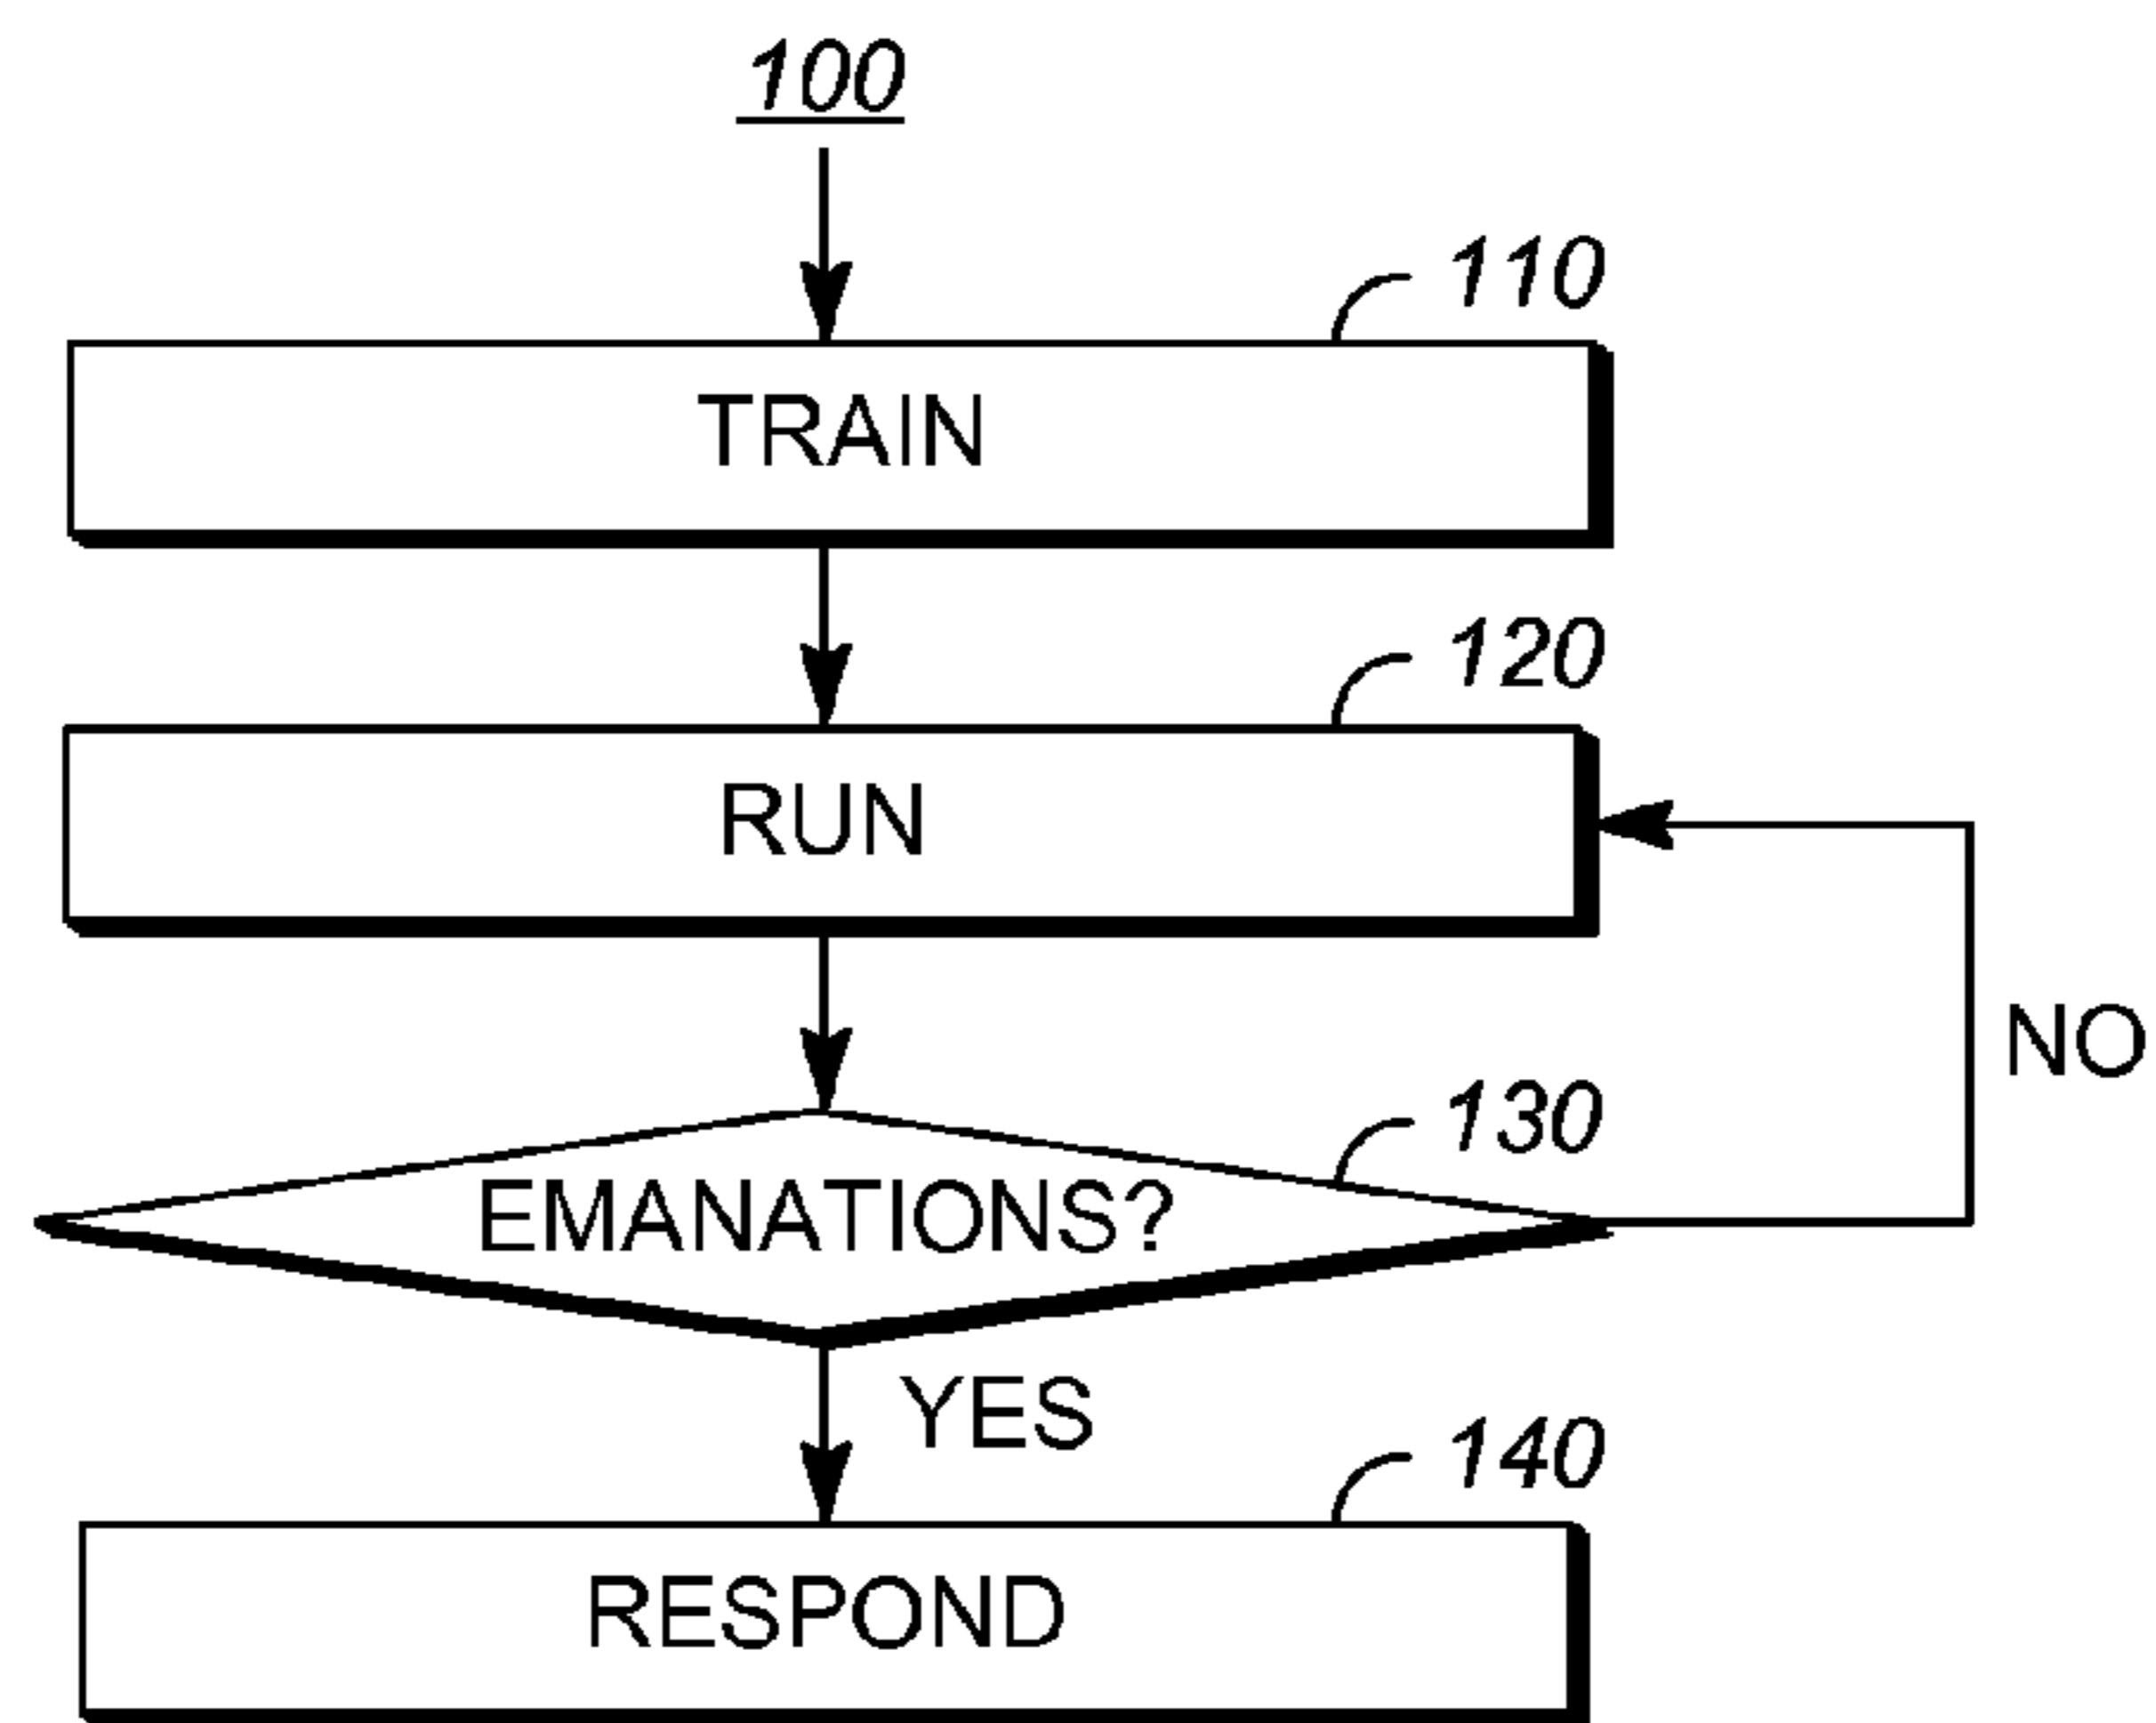 100
110
TRAIN
120
RUN
NO
130
EMANATIONS?
YES
140
RESPOND